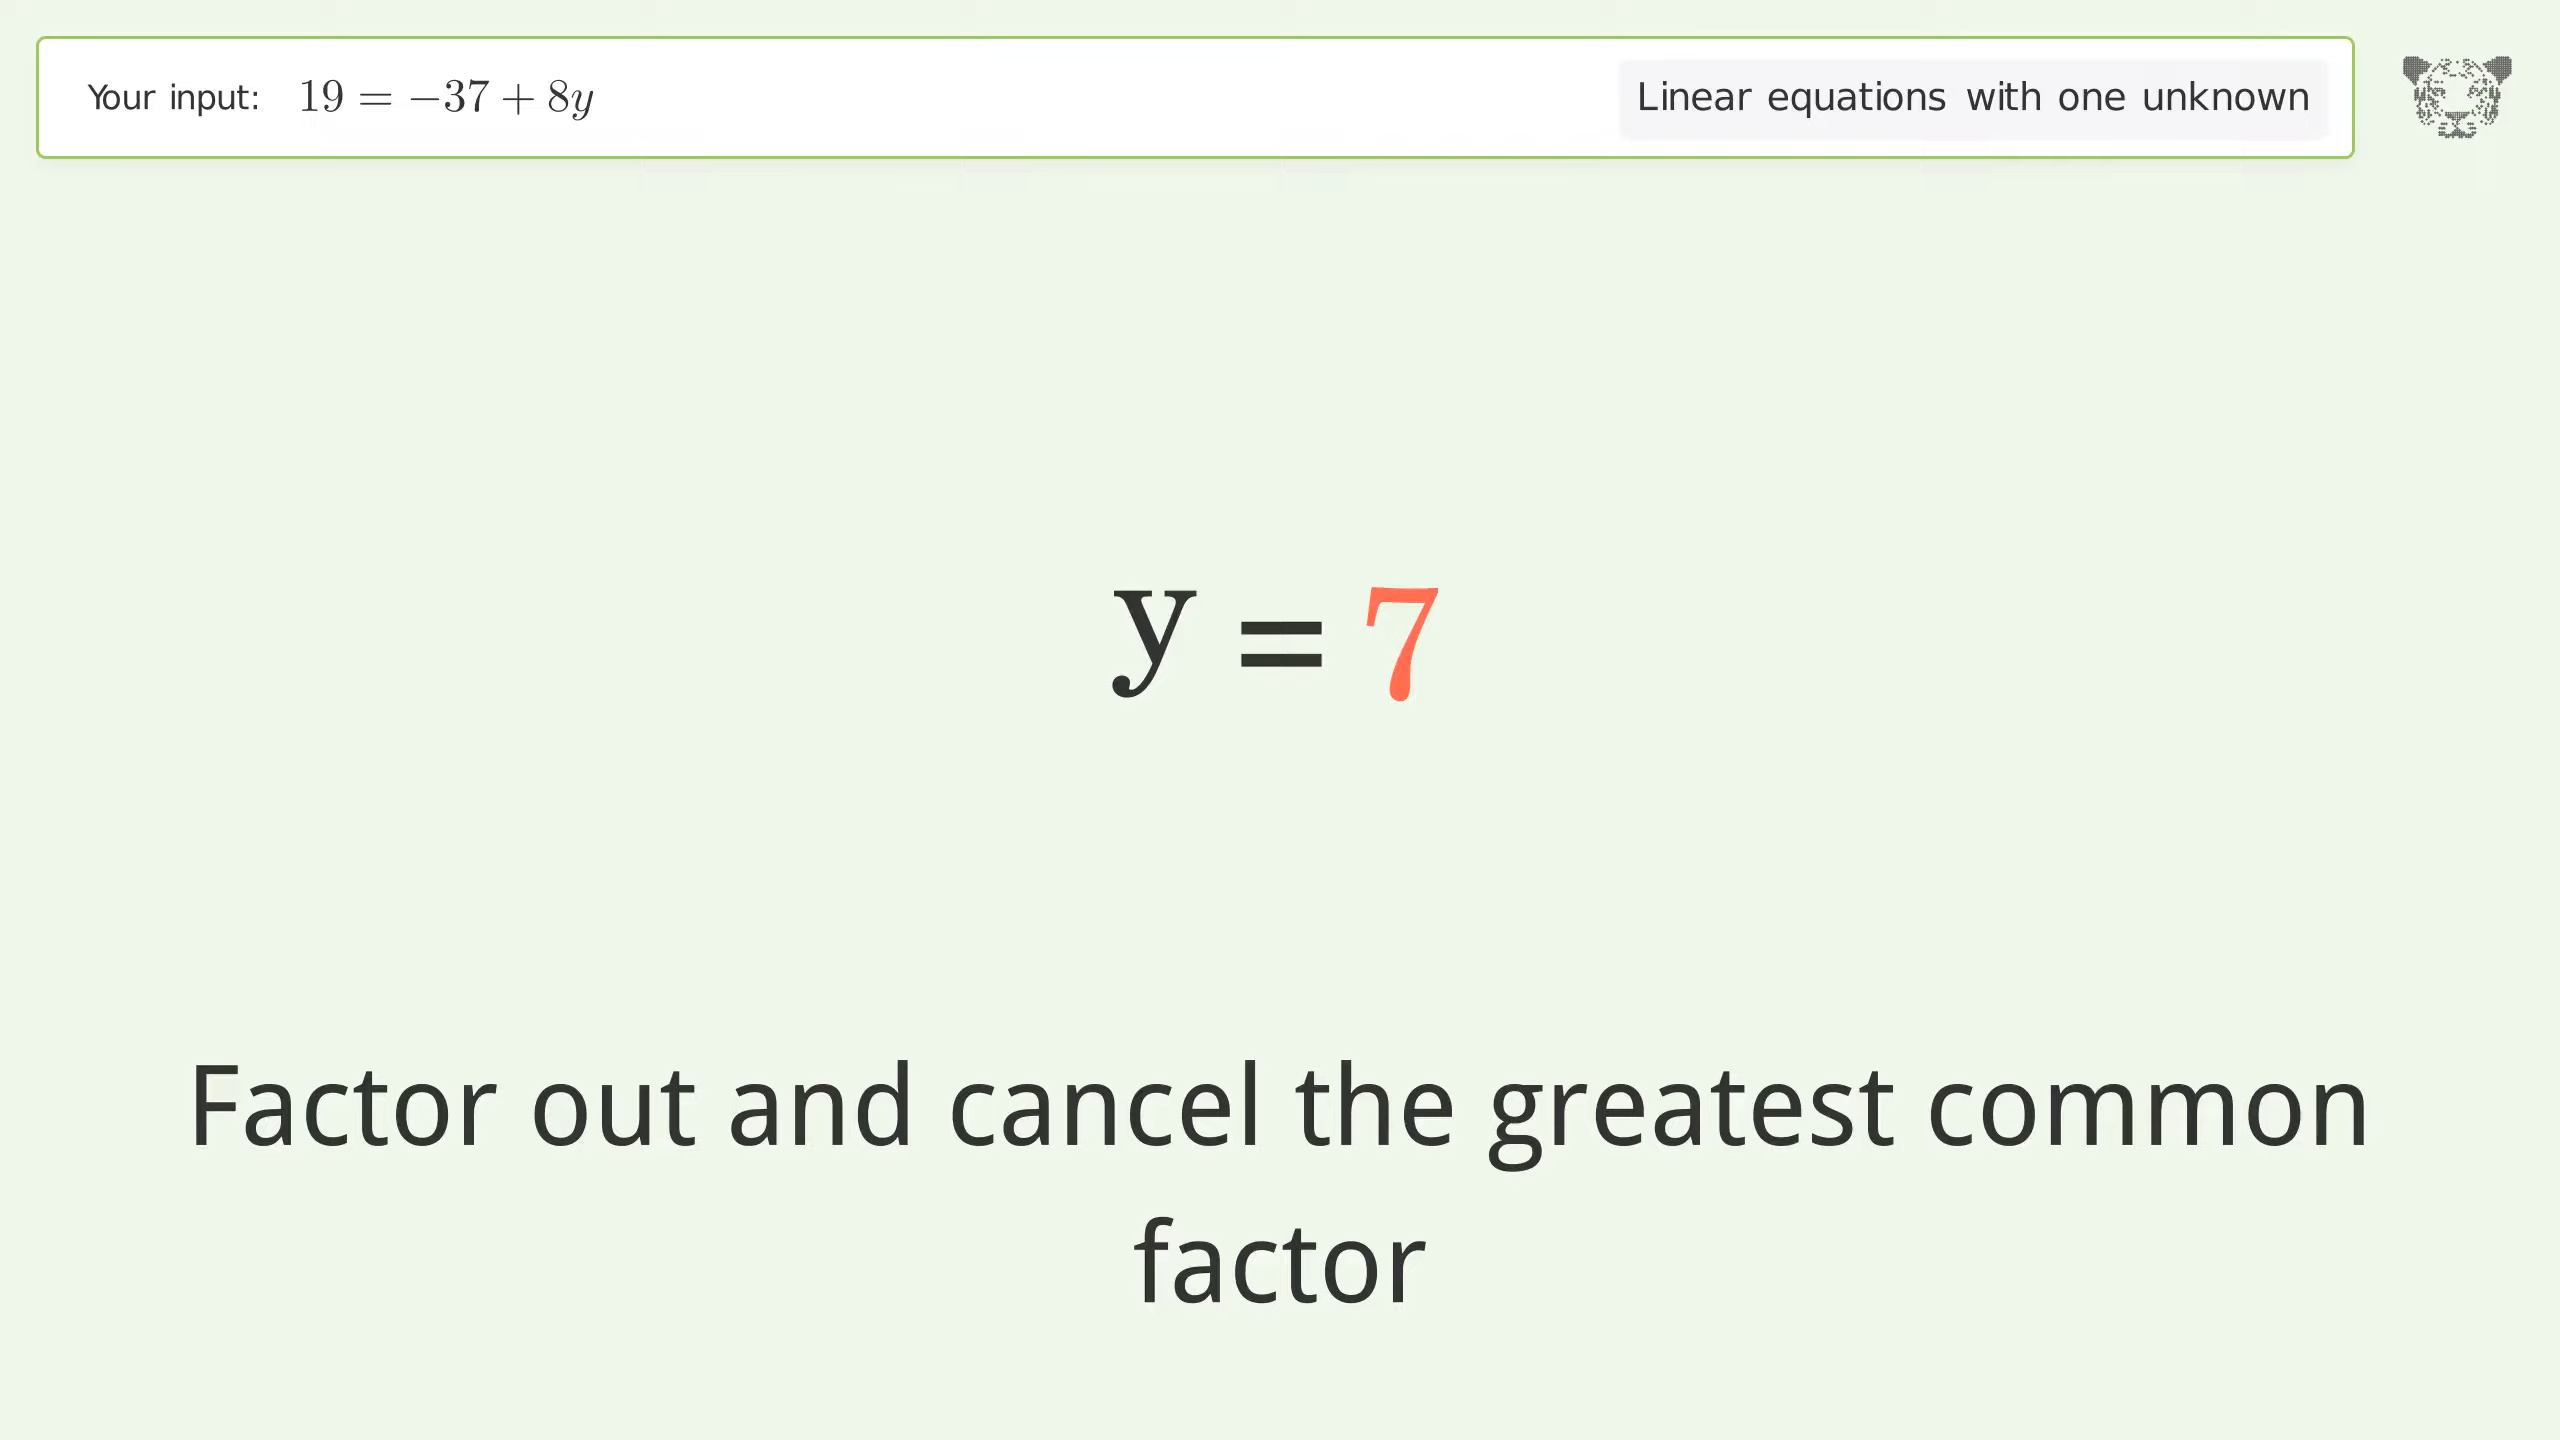 Your input: 19 = −37 + 8y
Linear equations with one unknown
y = 7
Factor out and cancel the greatest common
factor